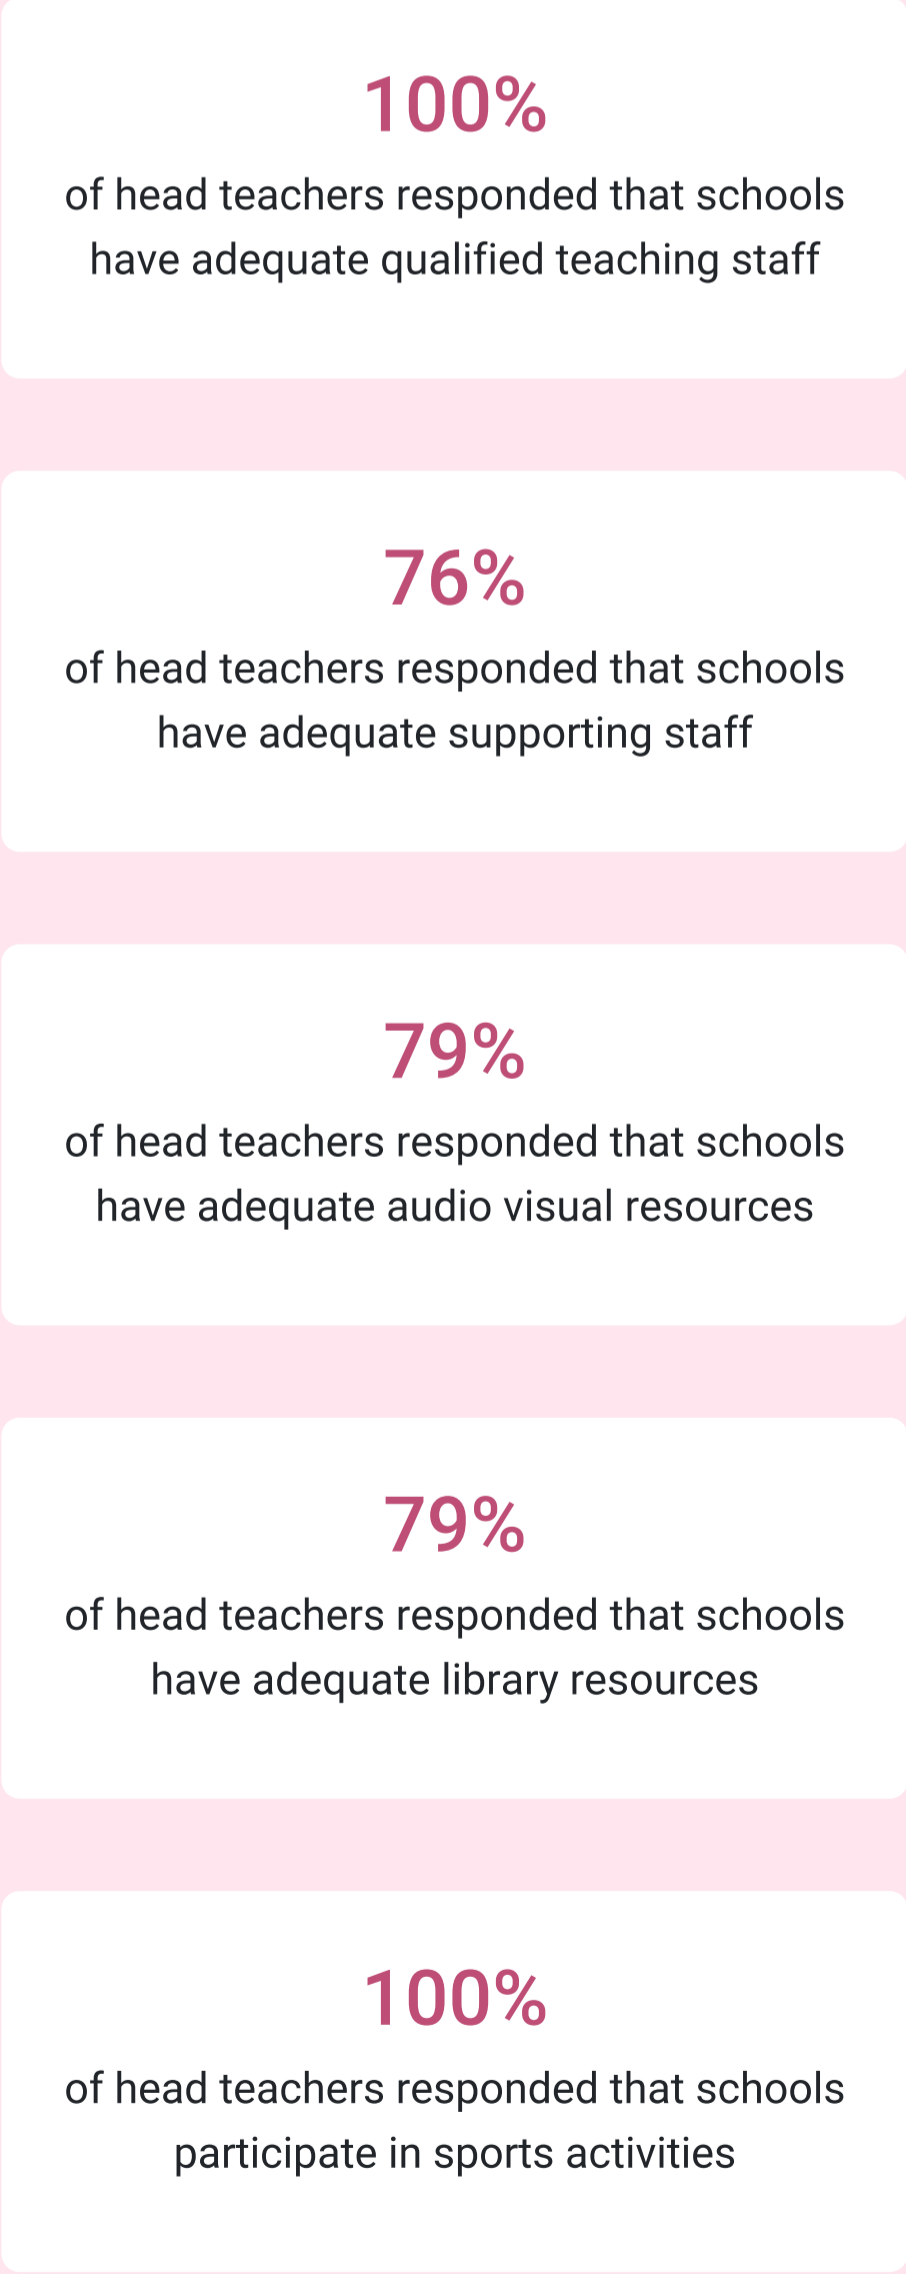 100%
of head teachers responded that schools
have adequate qualified teaching staff
76%
of head teachers responded that schools
have adequate supporting staff
79%
of head teachers responded that schools
have adequate audio visual resources
79%
of head teachers responded that schools
have adequate library resources
100%
of head teachers responded that schools
participate in sports activities